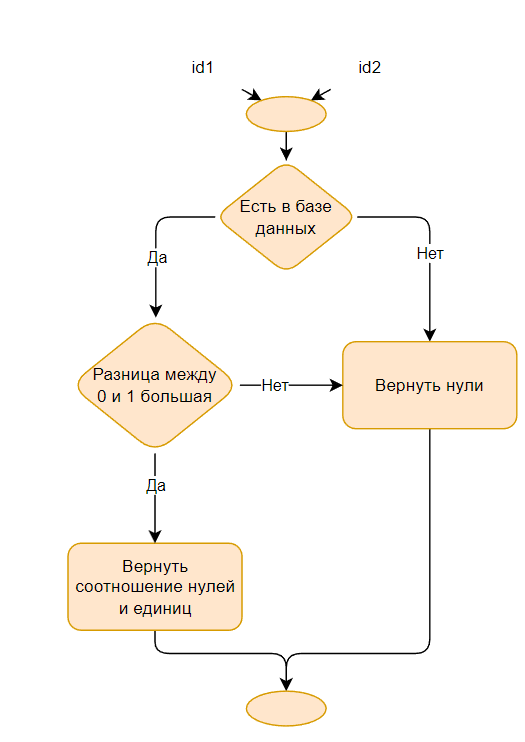 id1
id2
Есть в базе
данных
Да
Нет
Разница между
0 и 1 большая
Нет
Вернуть нули
Да
Вернуть
соотношение нулей
и единиц